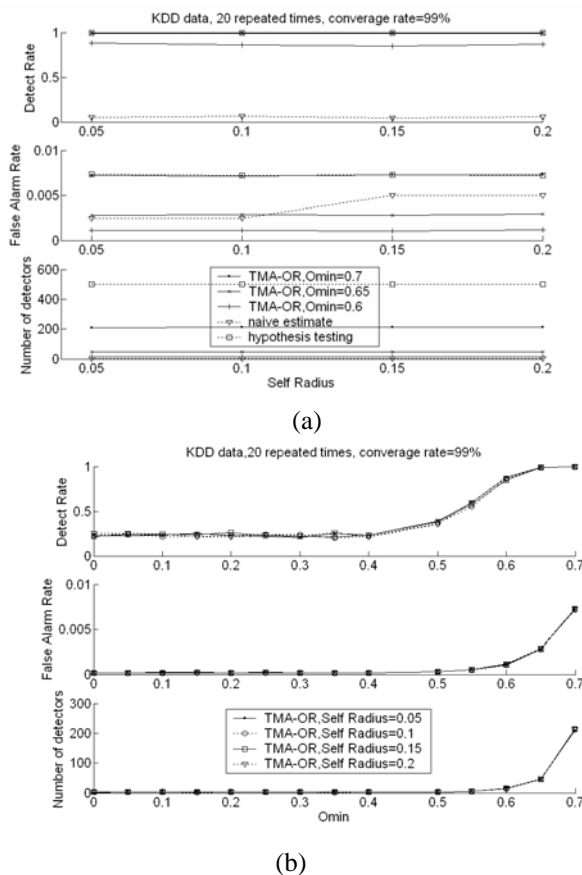 KDD data, 20 repeated times, converage rate=99%
Detect Rate
1
0.5
0
0.05 0.1 0.15 0.2
False Alarm Rate
0.01
0.005
0
0.05 0.1 0.15 0.2
Number of detectors
600
400
200
0
TMA-OR,Omin=0.7
TMA-OR,Omin=0.65
TMA-OR,Omin=0.6
naive estimate
hypothesis testing
0.05 0.1 0.15 0.2
Self Radius
(a)
KDD data,20 repeated times, converage rate=99%
Detect Rate
1
0.5
0
0 0.1 0.2 0.3 0.4 0.5 0.6 0.7
False Alarm Rate
0.01
0.005
0
0 0.1 0.2 0.3 0.4 0.5 0.6 0.7
Number of detectors
300
200
100
0
TMA-OR,Self Radius=0.05
TMA-OR,Self Radius=0.1
TMA-OR,Self Radius=0.15
TMA-OR,Self Radius=0.2
0 0.1 0.2 0.3 0.4 0.5 0.6 0.7
Omin
(b)